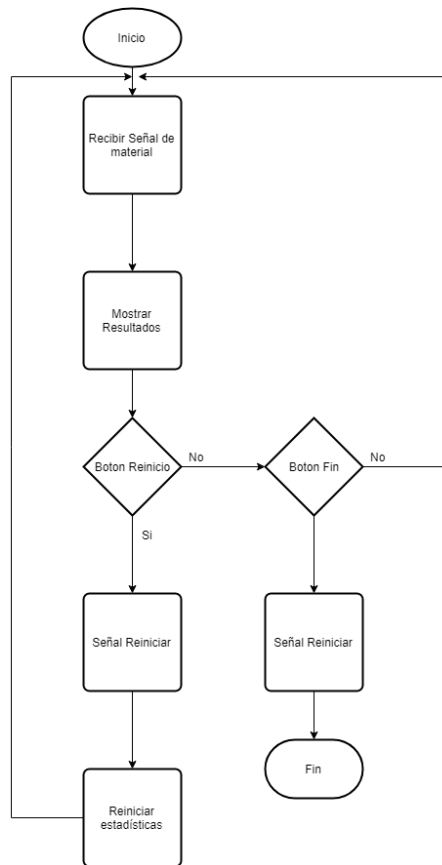 Inicio
Recibir Señal de
material
Mostrar
Resultados
Boton Reinicio
No
Boton Fin
No
Si
Señal Reiniciar
Señal Reiniciar
Fin
Reiniciar
estadísticas